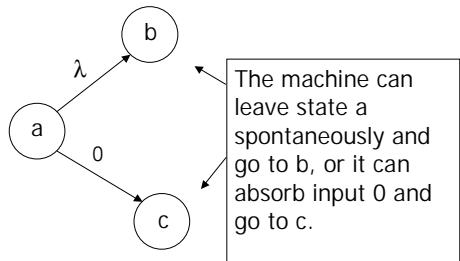 b
λ
a
0
c
The machine can
leave state a
spontaneously and
go to b, or it can
absorb input 0 and
go to c.